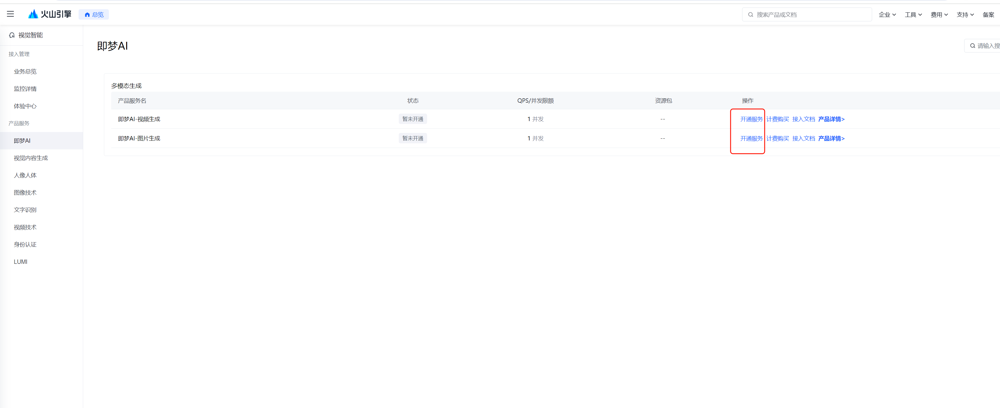 火山引擎 总览 搜索产品或文档 企业 工具 费用 支持 备案
视觉智能
接入管理
业务总览
监控详情
体验中心
产品服务
即梦AI
视觉内容生成
人像人体
图像技术
文字识别
视频技术
身份认证
LUMI
即梦AI 请输入搜
多模态生成
产品服务名 状态 QPS/并发限额 资源包 操作
即梦AI-视频生成 暂未开通 1 并发 -- 开通服务 计费购买 接入文档 产品详情>
即梦AI-图片生成 暂未开通 1 并发 -- 开通服务 计费购买 接入文档 产品详情>